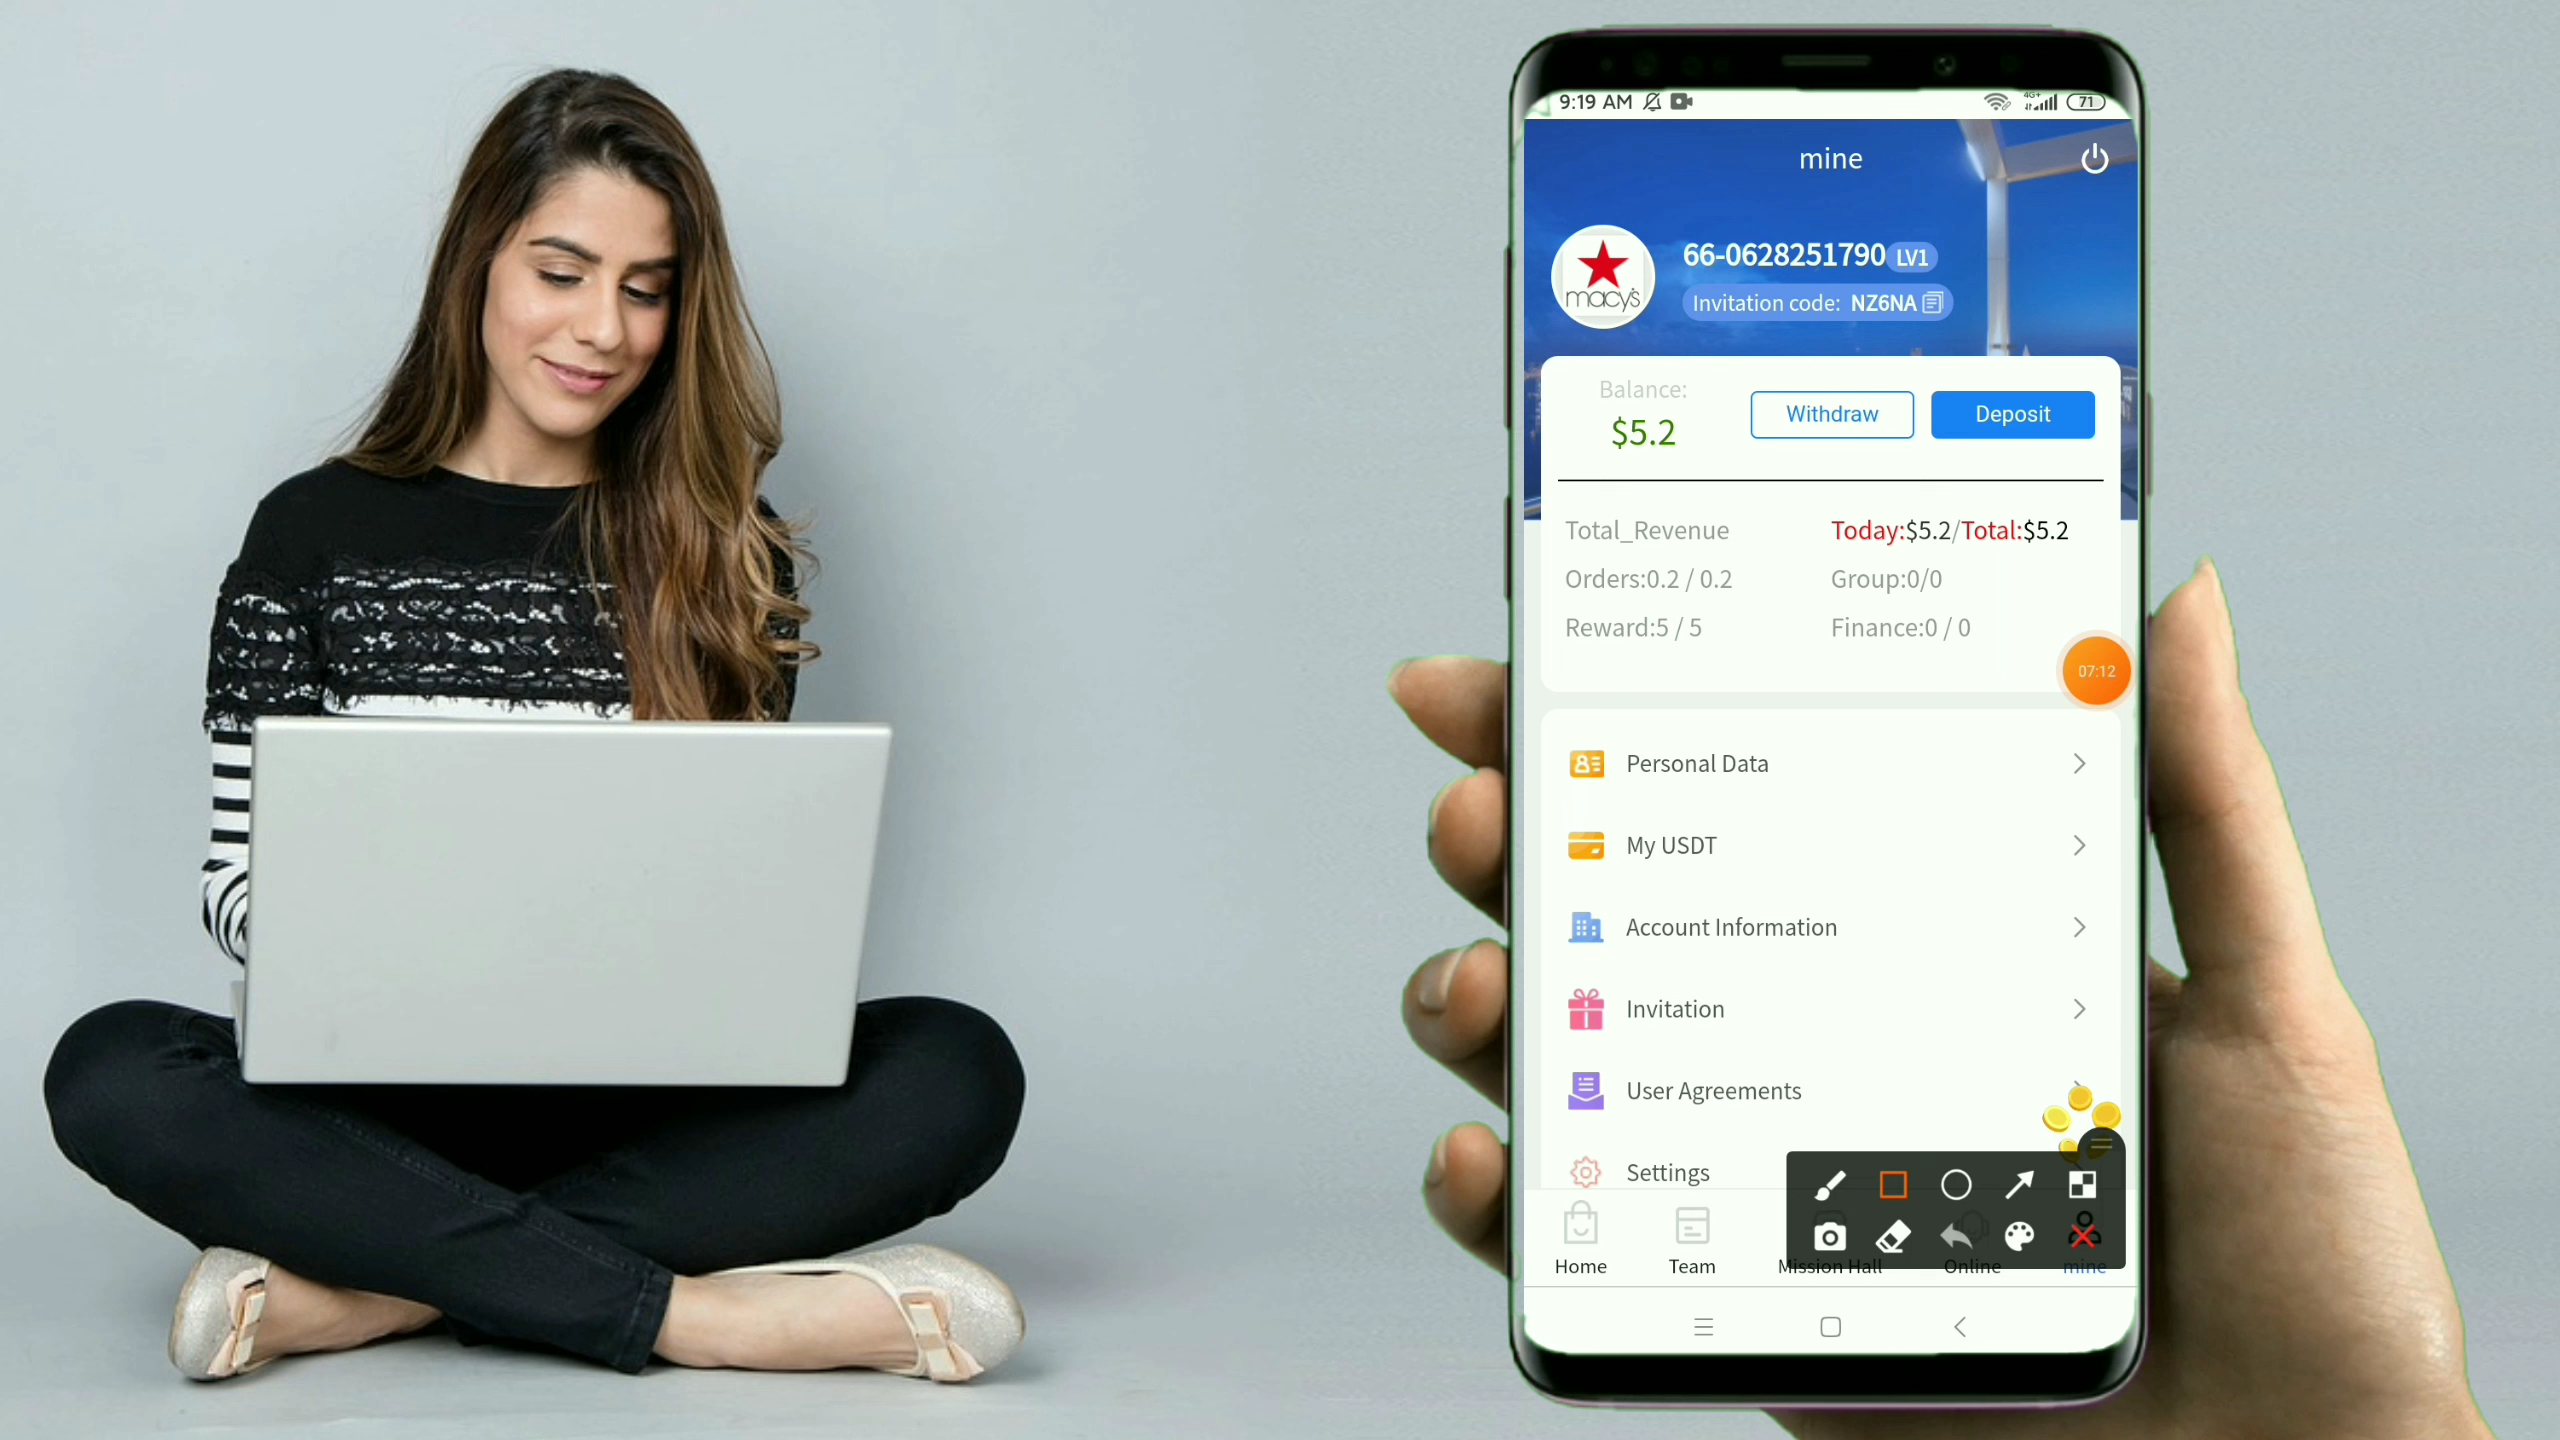 9:19 AM
4G+
71
mine
macy's
66-0628251790 LV1
Invitation code: NZ6NA
Balance:
$5.2
Withdraw
Deposit
Total_Revenue
Today:$5.2/Total:$5.2
Orders:0.2 / 0.2
Group:0/0
Reward:5 / 5
Finance:0 / 0
07:12
Personal Data
My USDT
Account Information
Invitation
User Agreements
Settings
Home
Team
Mission Hall
Online
mine